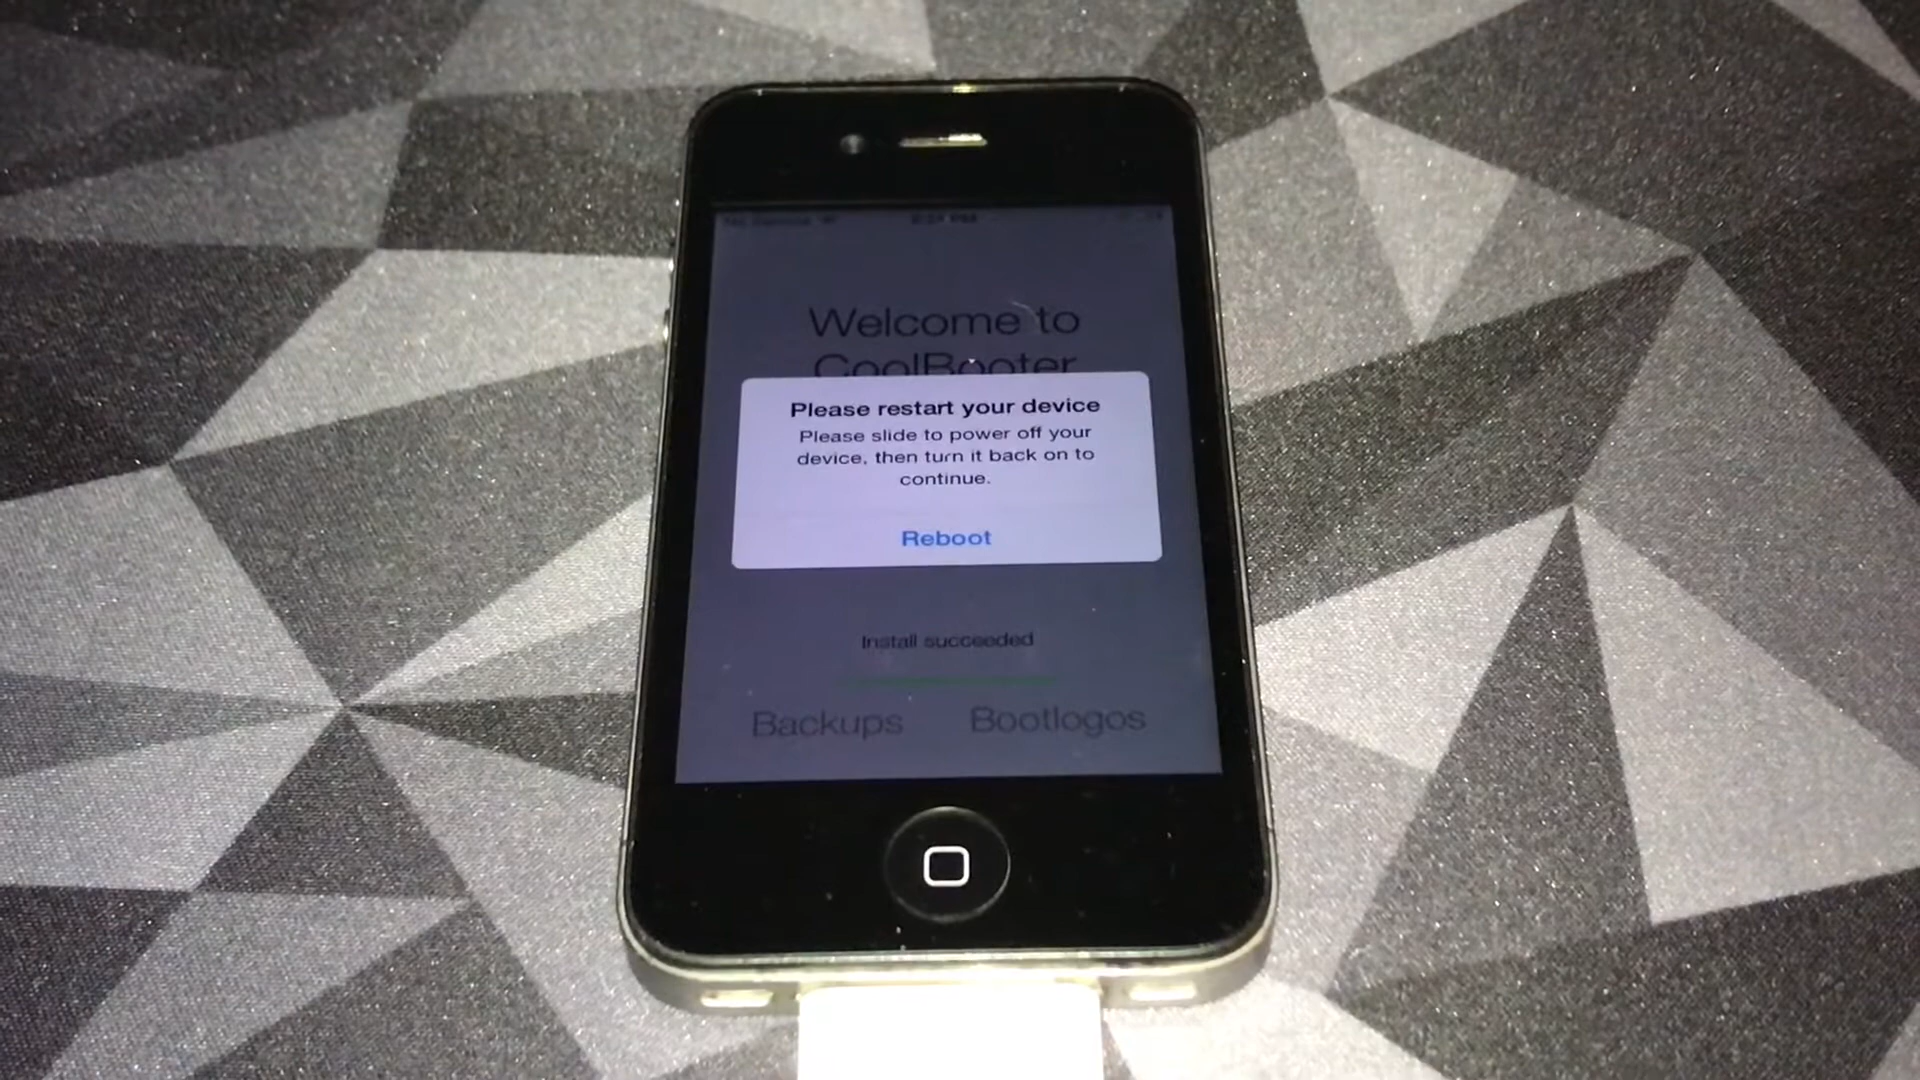 Welcome to
CoolBooter
Please restart your device
Please slide to power off your
device, then turn it back on to
continue.
Reboot
Install succeeded
Backups Bootlogos